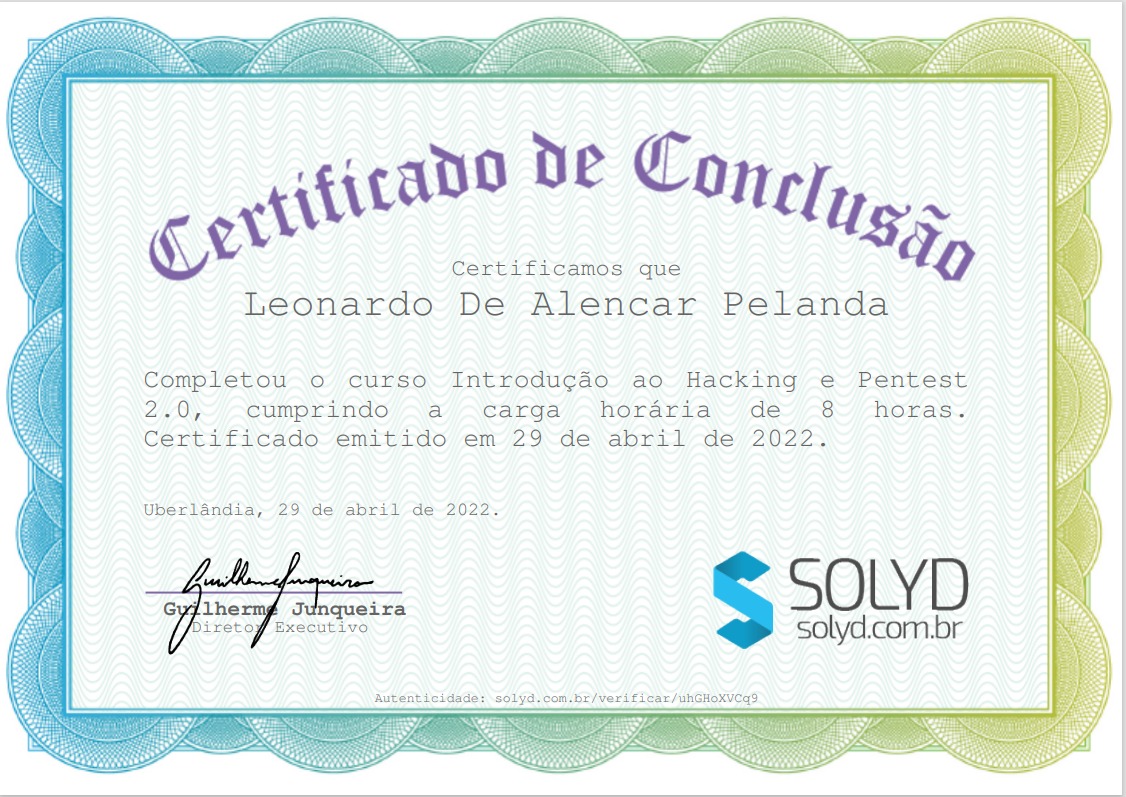 Certificado de Conclusão
Certificamos que
Leonardo De Alencar Pelanda
Completou o curso Introdução ao Hacking e Pentest
2.0, cumprindo a carga horária de 8 horas.
Certificado emitido em 29 de abril de 2022.
Uberlândia, 29 de abril de 2022.
Guilherme Junqueira
Guilherme Junqueira
Diretor Executivo
SOLYD
solyd.com.br
Autenticidade: solyd.com.br/verificar/uhGHoXVCq9